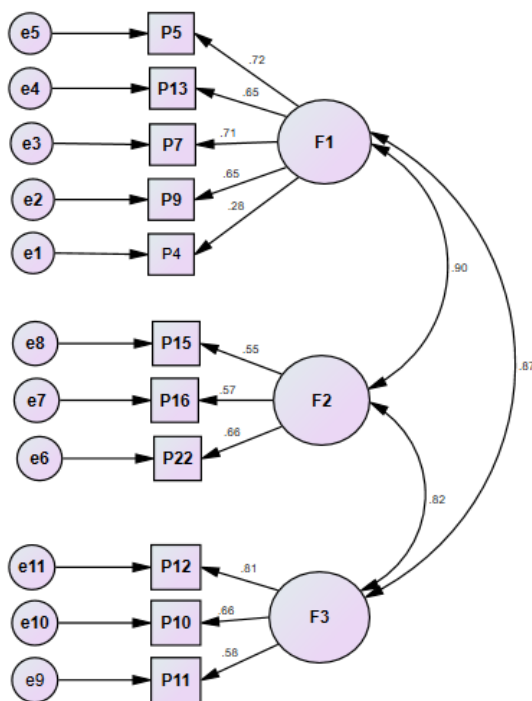 e5 P5
.72
e4 P13
.65
e3 P7 .71 F1
e2 P9 .65
.28
e1 P4
.90
e8 P15 .55
.87
e7 P16 .57 F2
e6 P22 .66
.82
e11 P12 .81
e10 P10 .66 F3
e9 P11 .58